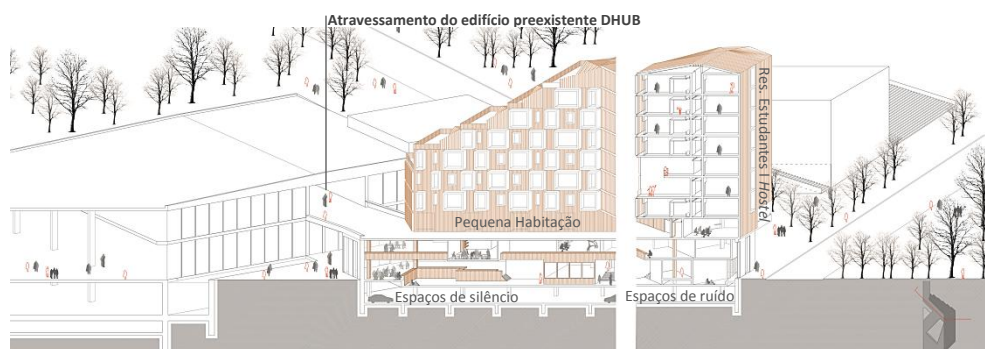 Atravessamento do edifício preexistente DHUB
Res. Estudantes I Hostel
Pequena Habitação
Espaços de silêncio
Espaços de ruído